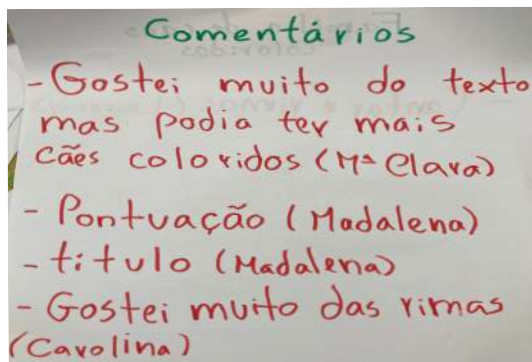 Comentários
- Gostei muito do texto
mas podia ter mais
cães coloridos (Mª Clara)
- Pontuação (Madalena)
- título (Madalena)
- Gostei muito das rimas
(Carolina)